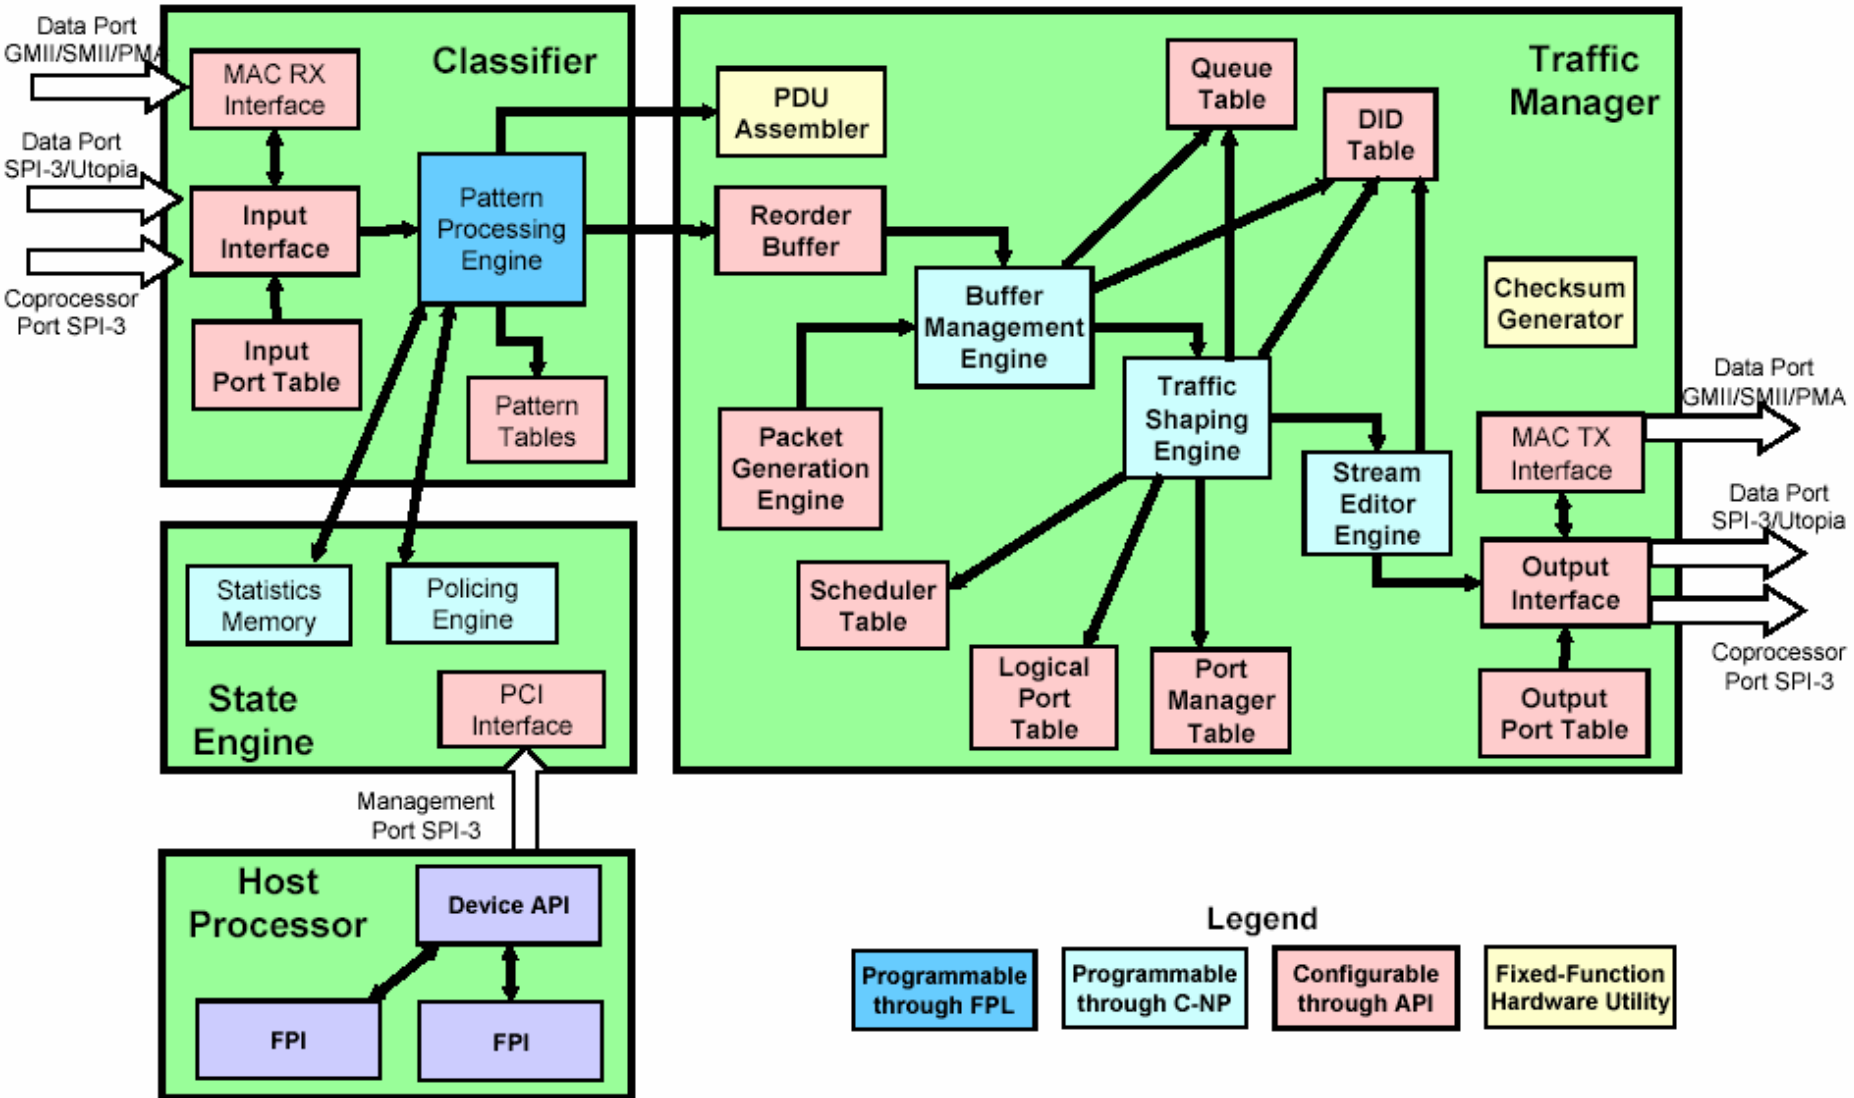 Data Port
GMII/SMII/PMA
Classifier
MAC RX
Interface
Data Port
SPI-3/Utopia
Input
Interface
Pattern
Processing
Engine
Coprocessor
Port SPI-3
Input
Port Table
Pattern
Tables
Traffic
Manager
PDU
Assembler
Queue
Table
DID
Table
Reorder
Buffer
Buffer
Management
Engine
Checksum
Generator
Traffic
Shaping
Engine
Packet
Generation
Engine
Stream
Editor
Engine
Data Port
GMII/SMII/PMA
MAC TX
Interface
Data Port
SPI-3/Utopia
Output
Interface
Scheduler
Table
Logical
Port
Table
Port
Manager
Table
Output
Port Table
Coprocessor
Port SPI-3
Statistics
Memory
Policing
Engine
State
Engine
PCI
Interface
Management
Port SPI-3
Host
Processor
Device API
FPI
FPI
Legend
Programmable
through FPL
Programmable
through C-NP
Configurable
through API
Fixed-Function
Hardware Utility